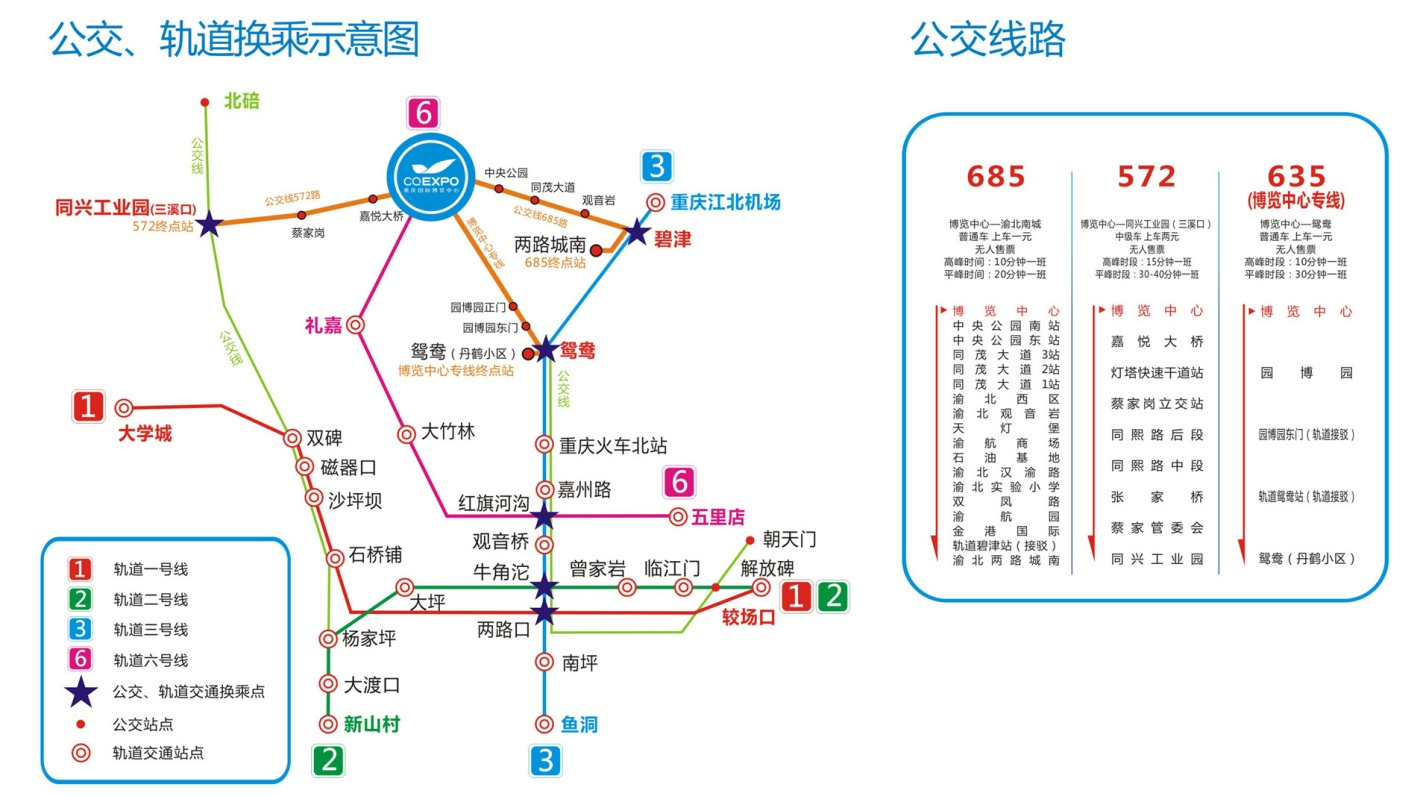 公交、轨道换乘示意图
北碚
公交线
6
CQEXPO
重庆国际博览中心
同兴工业园(三溪口)
572终点站
公交线572路
蔡家岗
嘉悦大桥
中央公园
同茂大道
观音岩
公交线685路
3
重庆江北机场
碧津
两路城南
685终点站
博览中心专线
园博园正门
园博园东门
鸳鸯（丹鹤小区）
博览中心专线终点站
鸳鸯
公交线
礼嘉
公交线
1
大学城
双碑
磁器口
沙坪坝
石桥铺
大竹林
重庆火车北站
嘉州路
红旗河沟
6
五里店
观音桥
牛角沱
曾家岩
临江门
朝天门
解放碑
较场口
1
2
大坪
两路口
杨家坪
大渡口
新山村
2
南坪
鱼洞
3
1 轨道一号线
2 轨道二号线
3 轨道三号线
6 轨道六号线
公交、轨道交通换乘点
公交站点
轨道交通站点
公交线路
685
博览中心—渝北南城
普通车 上车一元
无人售票
高峰时间：10分钟一班
平峰时间：20分钟一班
博览中心
中央公园南站
中央公园东站
同茂大道3站
同茂大道2站
同茂大道1站
渝北西区
渝北观音岩
天灯堡
渝航商场
石油基地
渝北汉渝路
渝北实验小学
双凤路
渝航园
金港国际
轨道碧津站（接驳）
渝北两路城南
572
博览中心—同兴工业园（三溪口）
中级车 上车两元
无人售票
高峰时段：15分钟一班
平峰时段：30-40分钟一班
博览中心
嘉悦大桥
灯塔快速干道站
蔡家岗立交站
同熙路后段
同熙路中段
张家桥
蔡家管委会
同兴工业园
635
(博览中心专线)
博览中心—鸳鸯
普通车 上车一元
无人售票
高峰时段：10分钟一班
平峰时段：30分钟一班
博览中心
园博园
园博园东门（轨道接驳）
轨道鸳鸯站（轨道接驳）
鸳鸯（丹鹤小区）